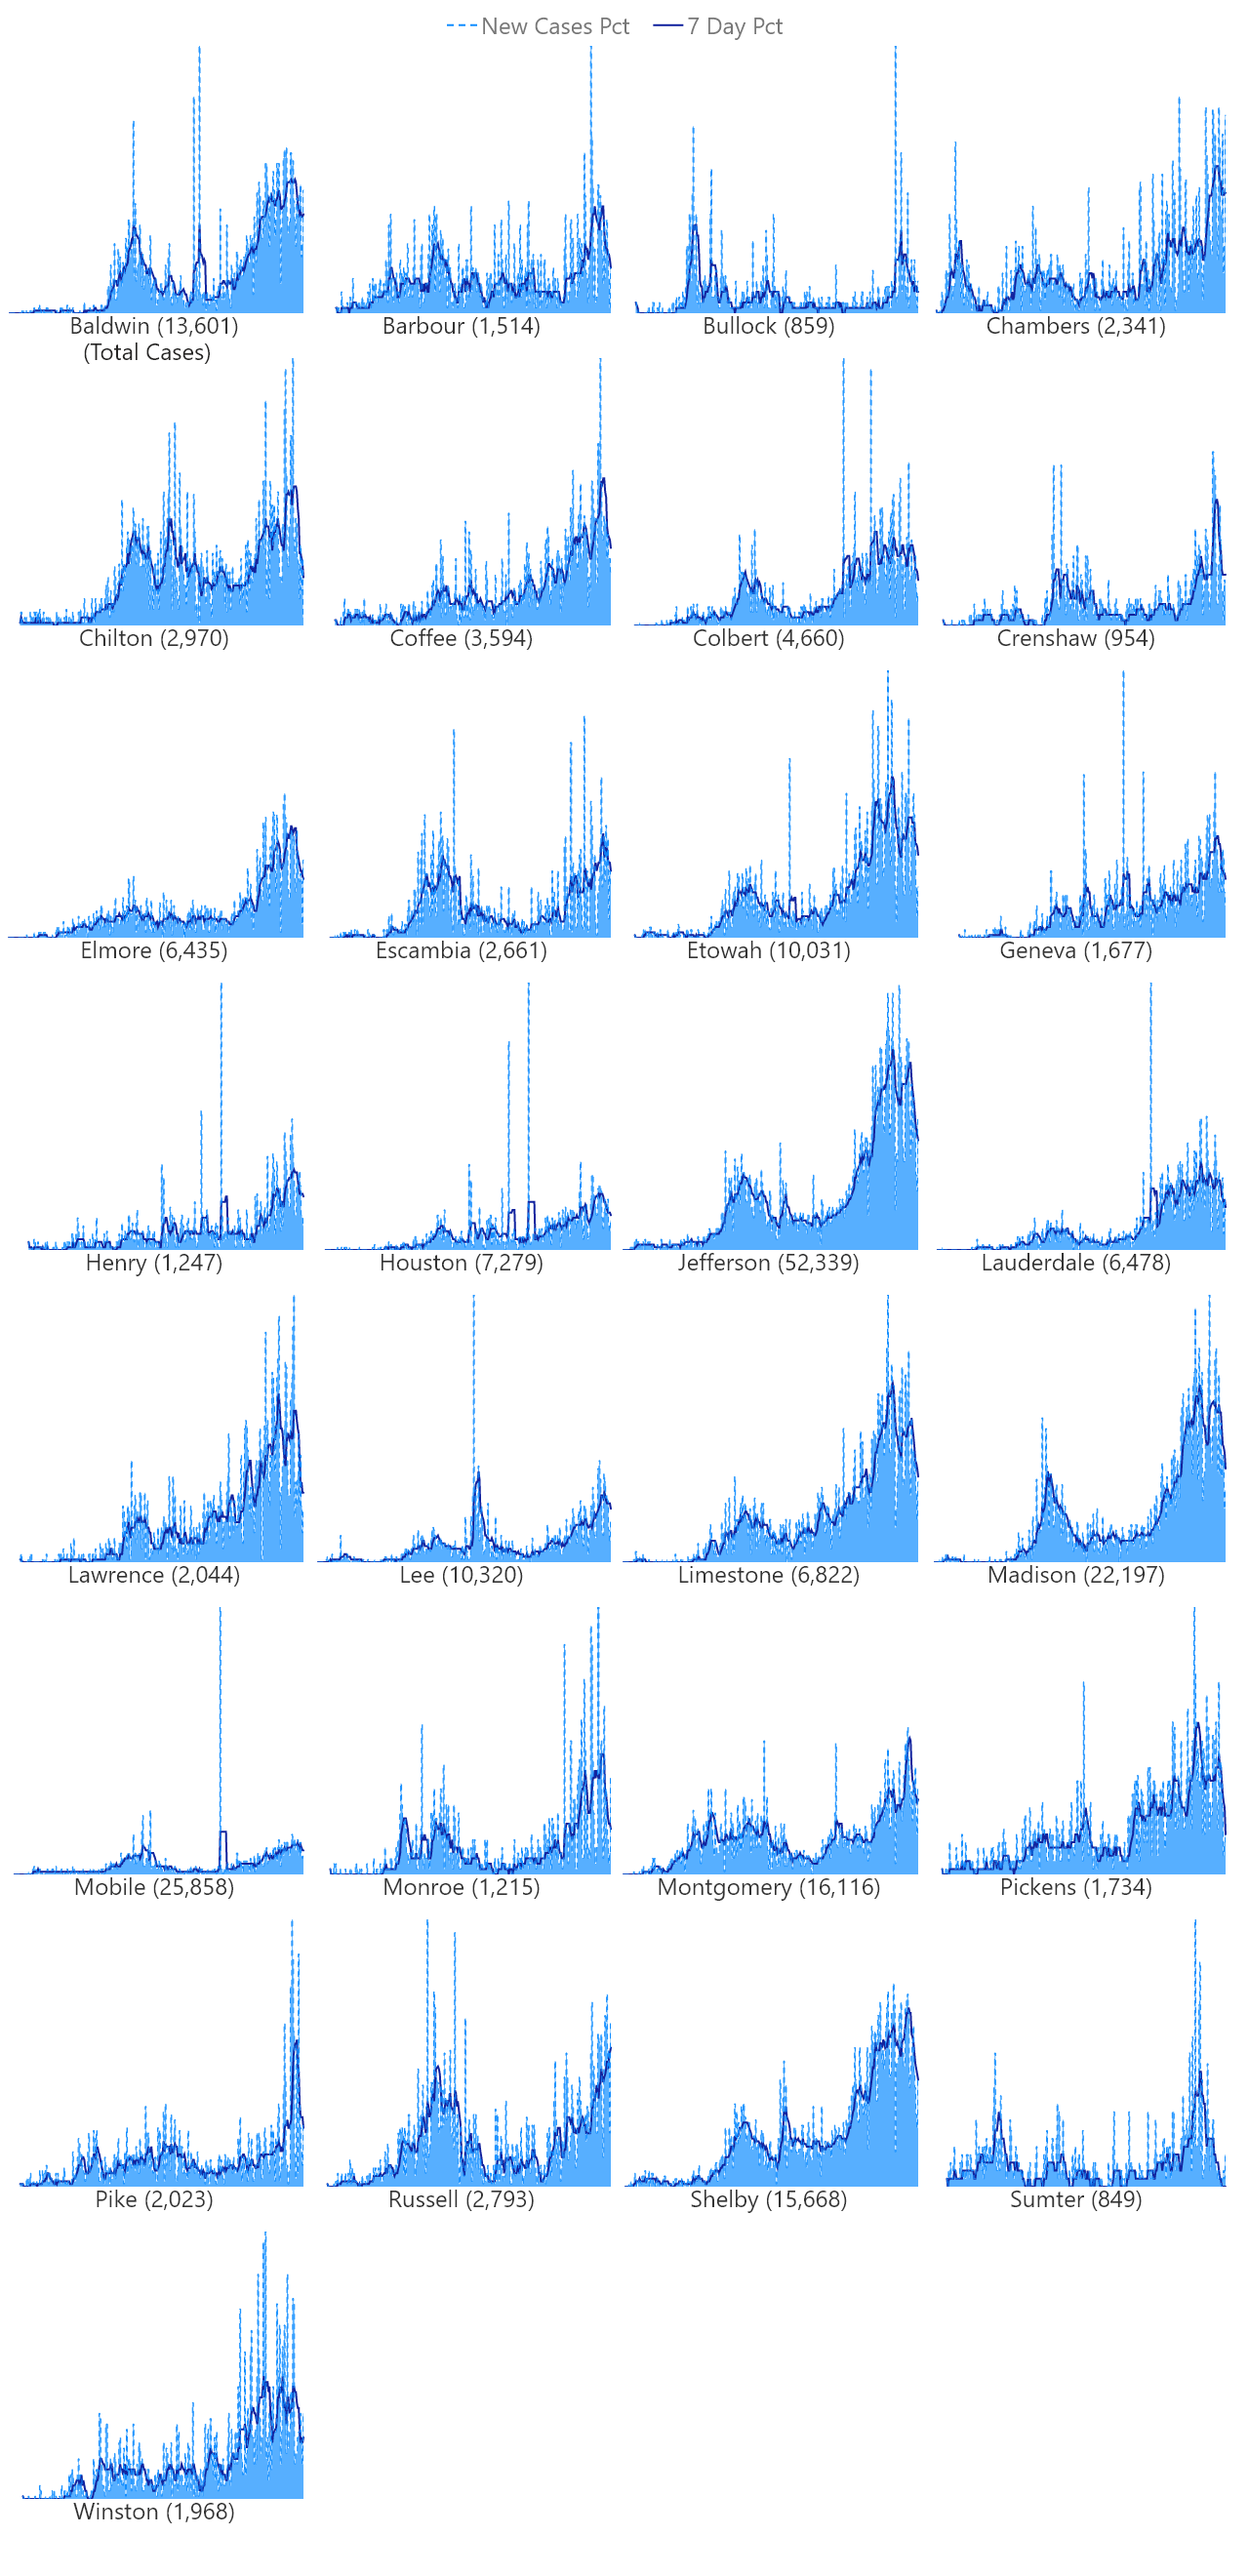 New Cases Pct 7 Day Pct
Baldwin (13,601) Barbour (1,514) Bullock (859) Chambers (2,341)
(Total Cases)
Chilton (2,970) Coffee (3,594) Colbert (4,660) Crenshaw (954)
Elmore (6,435) Escambia (2,661) Etowah (10,031) Geneva (1,677)
Henry (1,247) Houston (7,279) Jefferson (52,339) Lauderdale (6,478)
Lawrence (2,044) Lee (10,320) Limestone (6,822) Madison (22,197)
Mobile (25,858) Monroe (1,215) Montgomery (16,116) Pickens (1,734)
Pike (2,023) Russell (2,793) Shelby (15,668) Sumter (849)
Winston (1,968)